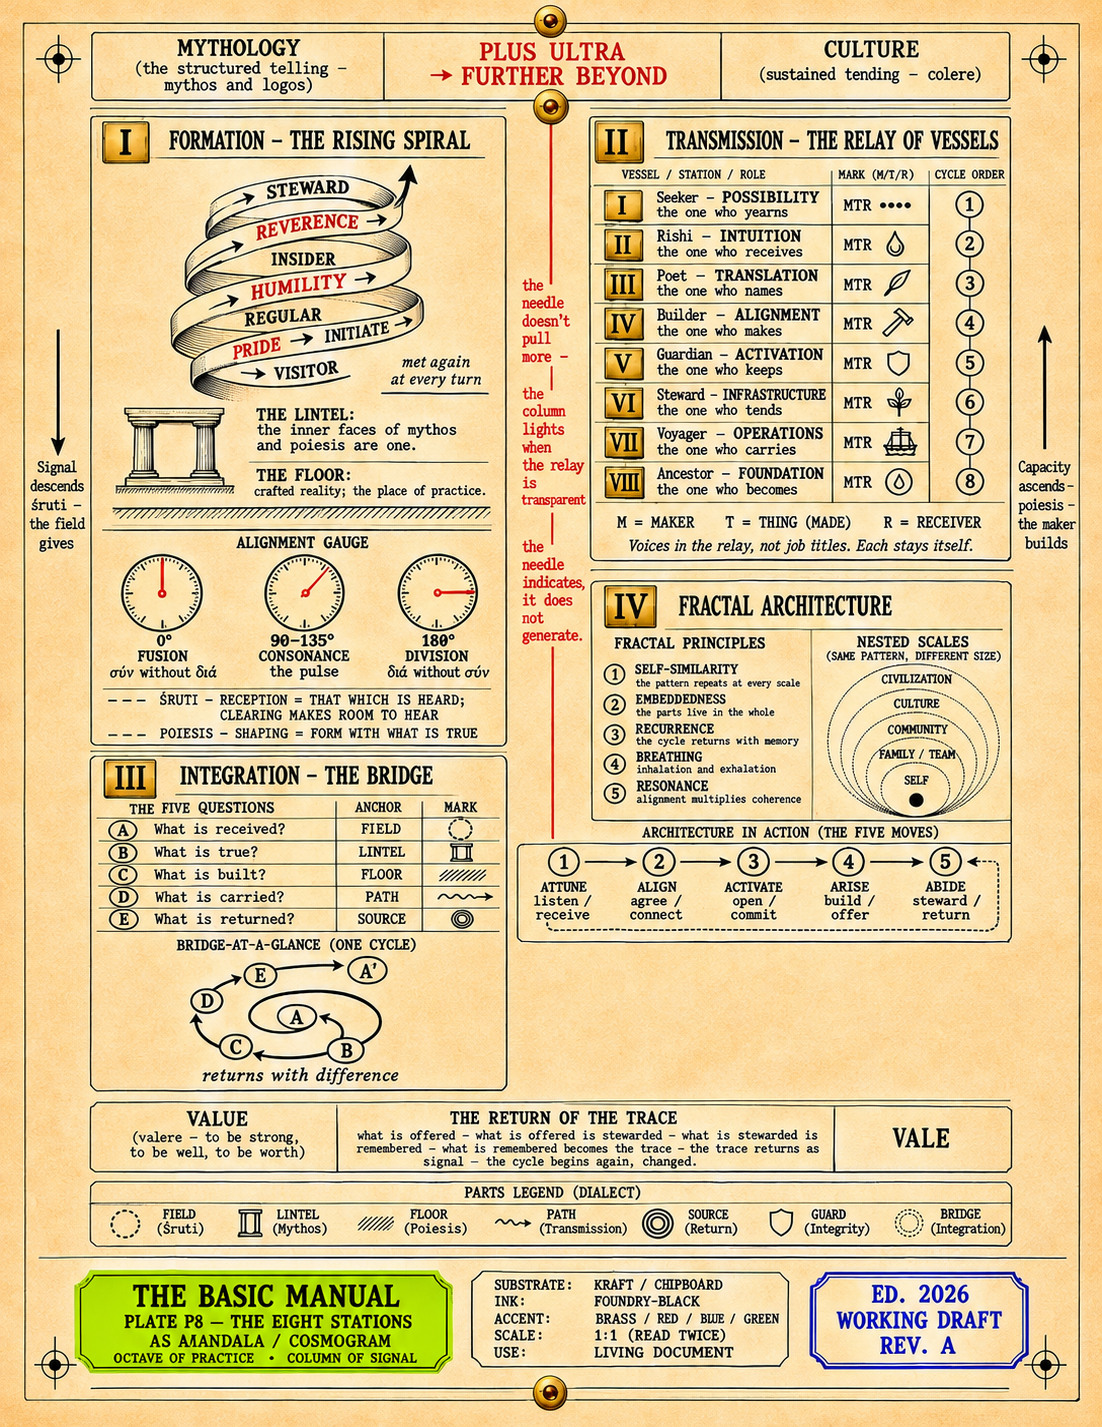 MYTHOLOGY
(the structured telling –
mythos and logos)
PLUS ULTRA
→ FURTHER BEYOND
CULTURE
(sustained tending – colere)
I FORMATION – THE RISING SPIRAL
→ STEWARD
→ REVERENCE →
INSIDER
→ HUMILITY →
REGULAR
PRIDE → INITIATE →
→ VISITOR
met again
at every turn
THE LINTEL:
the inner faces of mythos
and poiesis are one.
THE FLOOR:
crafted reality; the place of practice.
ALIGNMENT GAUGE
0°
FUSION
σύν without διά
90–135°
CONSONANCE
the pulse
180°
DIVISION
διά without σύν
––– ŚRUTI – RECEPTION = THAT WHICH IS HEARD;
CLEARING MAKES ROOM TO HEAR
––– POIESIS – SHAPING = FORM WITH WHAT IS TRUE
Signal
descends
śruti –
the field
gives
the
needle
doesn't
pull
more –
the
column
lights
when
the relay
is
transparent
the
needle
indicates,
it does
not
generate.
II TRANSMISSION – THE RELAY OF VESSELS
VESSEL / STATION / ROLE MARK (M/T/R) CYCLE ORDER
I Seeker – POSSIBILITY MTR •••• 1
the one who yearns
II Rishi – INTUITION MTR 2
the one who receives
III Poet – TRANSLATION MTR 3
the one who names
IV Builder – ALIGNMENT MTR 4
the one who makes
V Guardian – ACTIVATION MTR 5
the one who keeps
VI Steward – INFRASTRUCTURE MTR 6
the one who tends
VII Voyager – OPERATIONS MTR 7
the one who carries
VIII Ancestor – FOUNDATION MTR 8
the one who becomes
M = MAKER T = THING (MADE) R = RECEIVER
Voices in the relay, not job titles. Each stays itself.
Capacity
ascends–
poiesis –
the maker
builds
III INTEGRATION – THE BRIDGE
THE FIVE QUESTIONS ANCHOR MARK
A What is received? FIELD
B What is true? LINTEL
C What is built? FLOOR
D What is carried? PATH
E What is returned? SOURCE
BRIDGE-AT-A-GLANCE (ONE CYCLE)
E A'
D
A
C B
returns with difference
IV FRACTAL ARCHITECTURE
FRACTAL PRINCIPLES
1 SELF-SIMILARITY
the pattern repeats at every scale
2 EMBEDDEDNESS
the parts live in the whole
3 RECURRENCE
the cycle returns with memory
4 BREATHING
inhalation and exhalation
5 RESONANCE
alignment multiplies coherence
NESTED SCALES
(SAME PATTERN, DIFFERENT SIZE)
CIVILIZATION
CULTURE
COMMUNITY
FAMILY / TEAM
SELF
ARCHITECTURE IN ACTION (THE FIVE MOVES)
1 → 2 → 3 → 4 → 5
ATTUNE ALIGN ACTIVATE ARISE ABIDE
listen / agree / open / build / steward /
receive connect commit offer return
VALUE
(valere – to be strong,
to be well, to be worth)
THE RETURN OF THE TRACE
what is offered – what is offered is stewarded – what is stewarded is
remembered – what is remembered becomes the trace – the trace returns as
signal – the cycle begins again, changed.
VALE
PARTS LEGEND (DIALECT)
FIELD LINTEL FLOOR PATH SOURCE GUARD BRIDGE
(Śruti) (Mythos) (Poiesis) (Transmission) (Return) (Integrity) (Integration)
THE BASIC MANUAL
PLATE P8 — THE EIGHT STATIONS
AS MANDALA / COSMOGRAM
OCTAVE OF PRACTICE • COLUMN OF SIGNAL
SUBSTRATE: KRAFT / CHIPBOARD
INK: FOUNDRY-BLACK
ACCENT: BRASS / RED / BLUE / GREEN
SCALE: 1:1 (READ TWICE)
USE: LIVING DOCUMENT
ED. 2026
WORKING DRAFT
REV. A